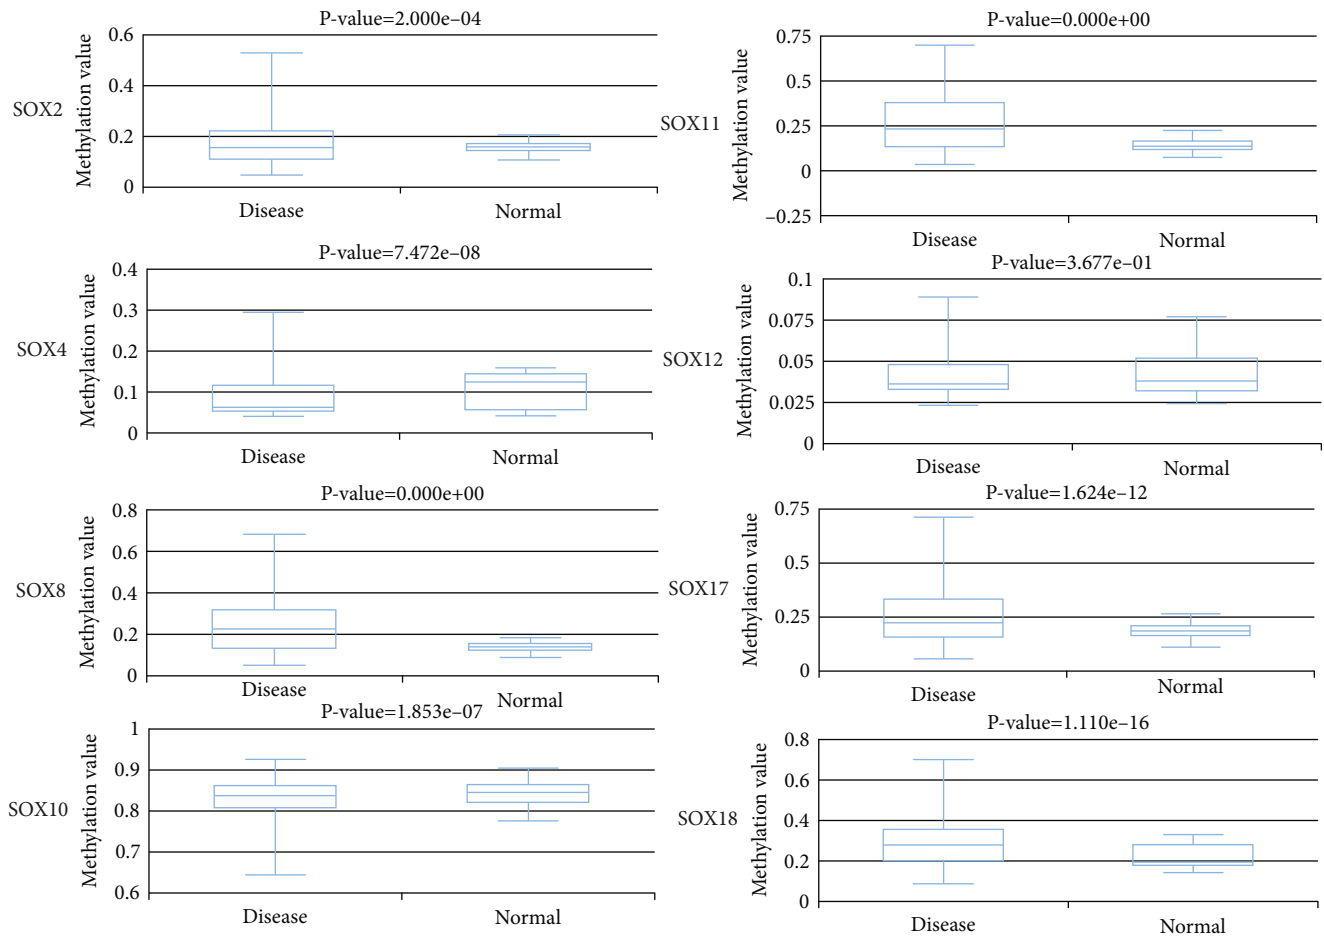 P-value=2.000e–04
SOX2
Methylation value
0.6
0.4
0.2
0
Disease
Normal
P-value=7.472e–08
SOX4
Methylation value
0.4
0.3
0.2
0.1
0
Disease
Normal
P-value=0.000e+00
SOX8
Methylation value
0.8
0.6
0.4
0.2
0
Disease
Normal
P-value=1.853e–07
SOX10
Methylation value
1
0.9
0.8
0.7
0.6
Disease
Normal
P-value=0.000e+00
SOX11
Methylation value
0.75
0.5
0.25
0
–0.25
Disease
Normal
P-value=3.677e–01
SOX12
Methylation value
0.1
0.075
0.05
0.025
0
Disease
Normal
P-value=1.624e–12
SOX17
Methylation value
0.75
0.5
0.25
0
Disease
Normal
P-value=1.110e–16
SOX18
Methylation value
0.8
0.6
0.4
0.2
0
Disease
Normal